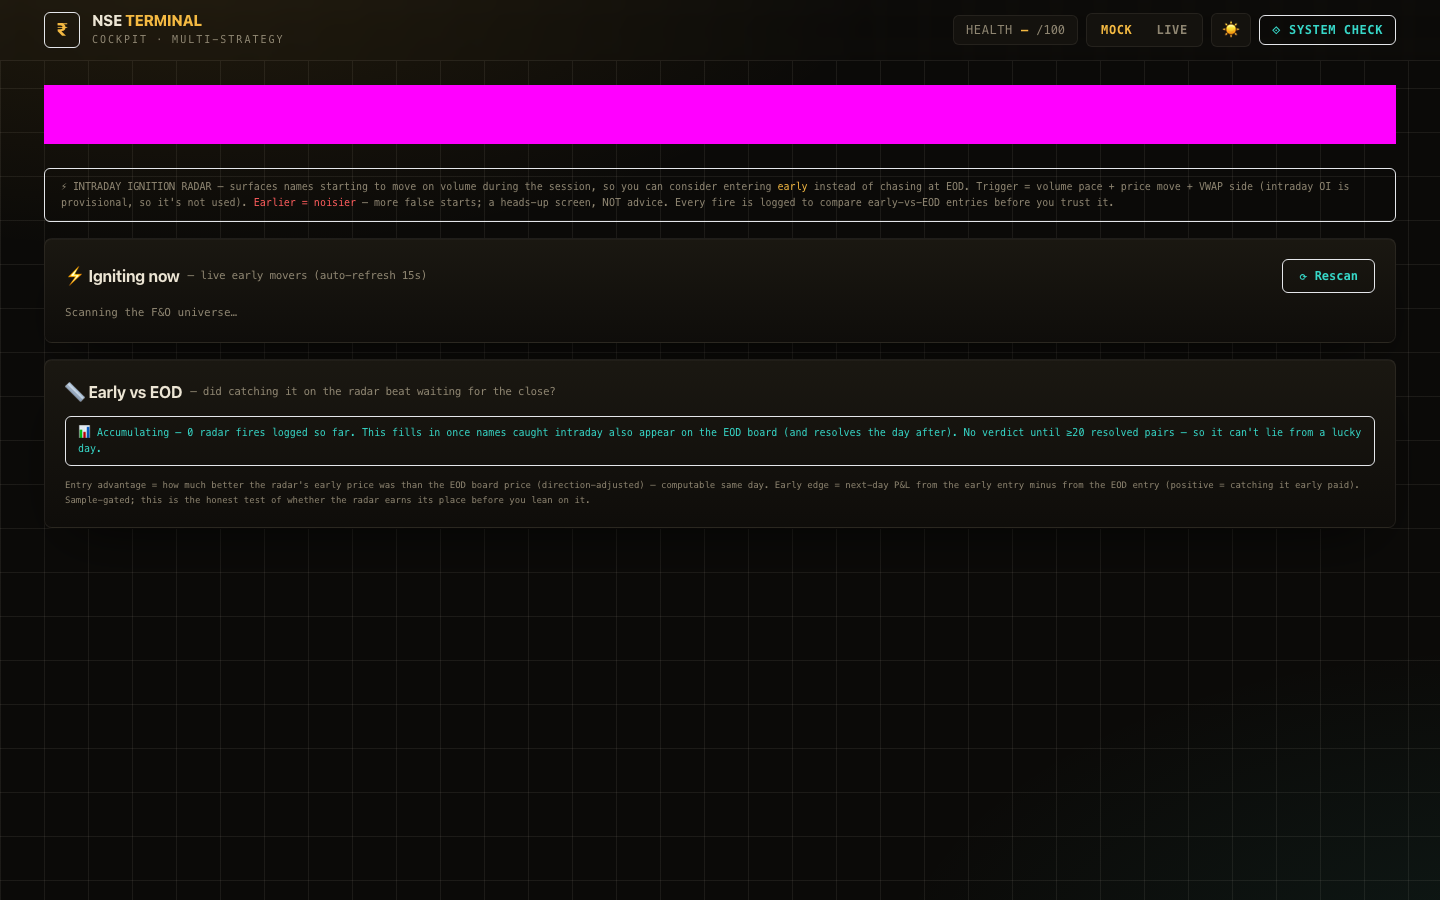 ₹
NSE TERMINAL
COCKPIT · MULTI-STRATEGY
HEALTH — /100
MOCK LIVE
⟐ SYSTEM CHECK
⚡ INTRADAY IGNITION RADAR — surfaces names starting to move on volume during the session, so you can consider entering early instead of chasing at EOD. Trigger = volume pace + price move + VWAP side (intraday OI is
provisional, so it's not used). Earlier = noisier — more false starts; a heads-up screen, NOT advice. Every fire is logged to compare early-vs-EOD entries before you trust it.
⚡ Igniting now — live early movers (auto-refresh 15s)
⟳ Rescan
Scanning the F&O universe…
📏 Early vs EOD — did catching it on the radar beat waiting for the close?
📊 Accumulating — 0 radar fires logged so far. This fills in once names caught intraday also appear on the EOD board (and resolves the day after). No verdict until ≥20 resolved pairs — so it can't lie from a lucky
day.
Entry advantage = how much better the radar's early price was than the EOD board price (direction-adjusted) — computable same day. Early edge = next-day P&L from the early entry minus from the EOD entry (positive = catching it early paid).
Sample-gated; this is the honest test of whether the radar earns its place before you lean on it.